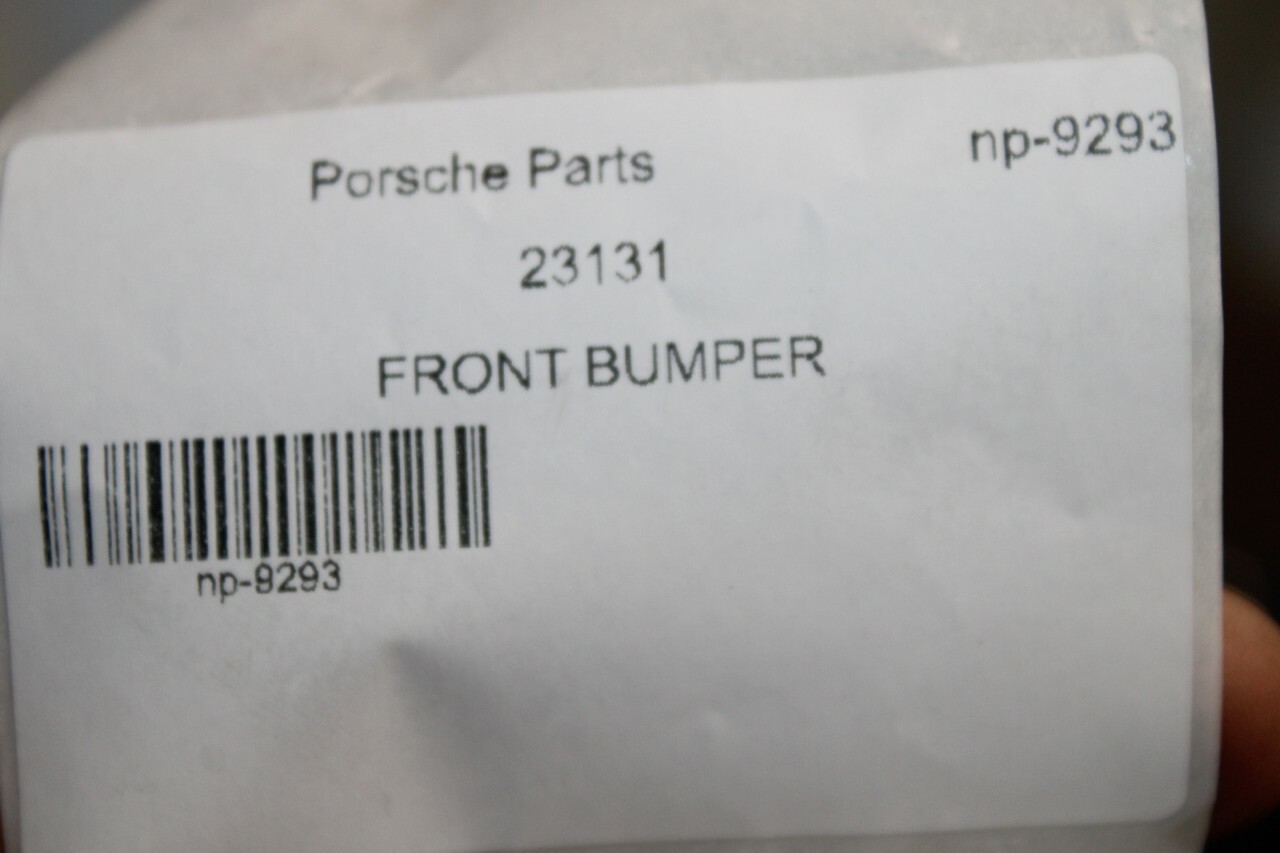 np-9293
Porsche Parts
23131
FRONT BUMPER
np-9293